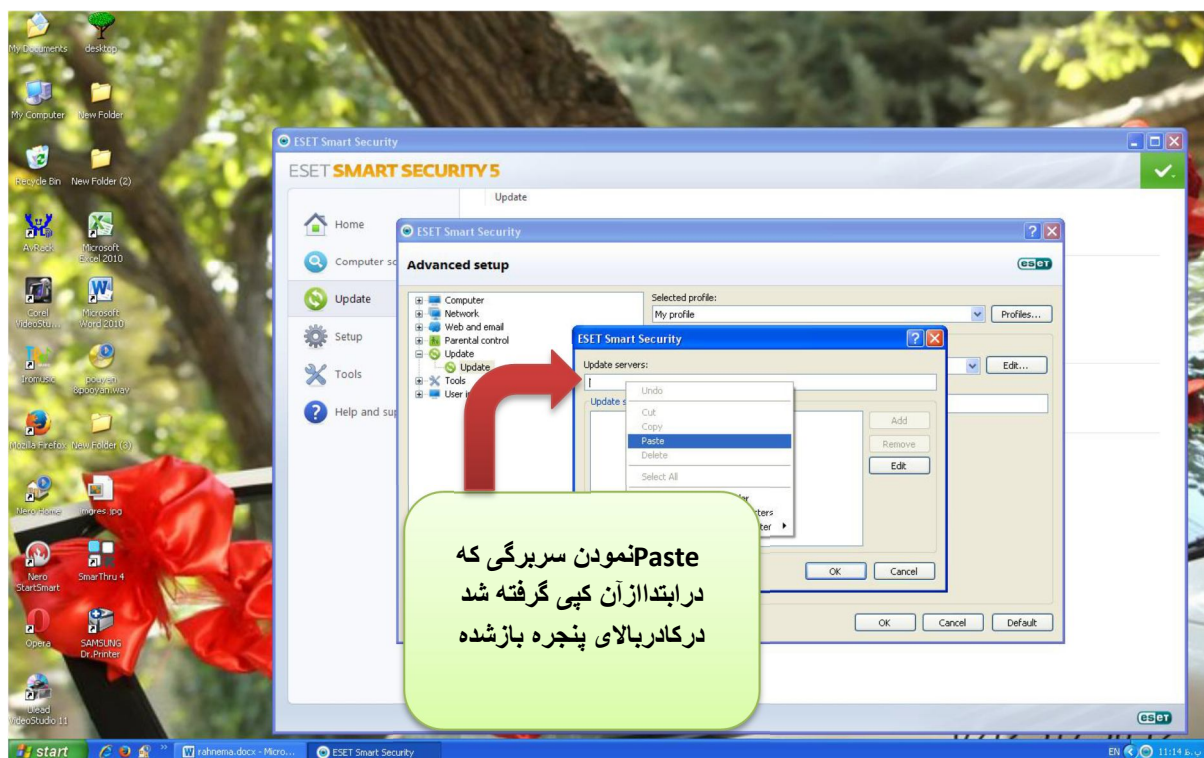 My Documents
desktop
My Computer
New Folder
Recycle Bin
New Folder (2)
AvRack
Microsoft
Excel 2010
Corel
VideoStu...
Microsoft
Word 2010
Iromusic
pouyan
Mozilla Firefox
New Folder (3)
Nero Home
imgres.jpg
Nero
StartSmart
SmarThru 4
Opera
SAMSUNG
Dr.Printer
Ulead
VideoStudio 11
ESET Smart Security
ESET SMART SECURITY 5
Update
Home
Computer sc
Update
Setup
Tools
Help and sup
ESET Smart Security
Advanced setup
eset
Computer
Network
Web and email
Parental control
Update
Update
Tools
User i
Selected profile:
My profile
Profiles...
Edit...
ESET Smart Security
Update servers:
Update s
Undo
Cut
Copy
Paste
Delete
Select All
Add
Remove
Edit
OK
Cancel
OK
Cancel
Default
Pasteنمودن سربرگی که
درابتداازآن کپی گرفته شد
درکادربالای پنجره بازشده
eset
start
rahnema.docx - Micro...
ESET Smart Security
EN
11:14 ب.ظ